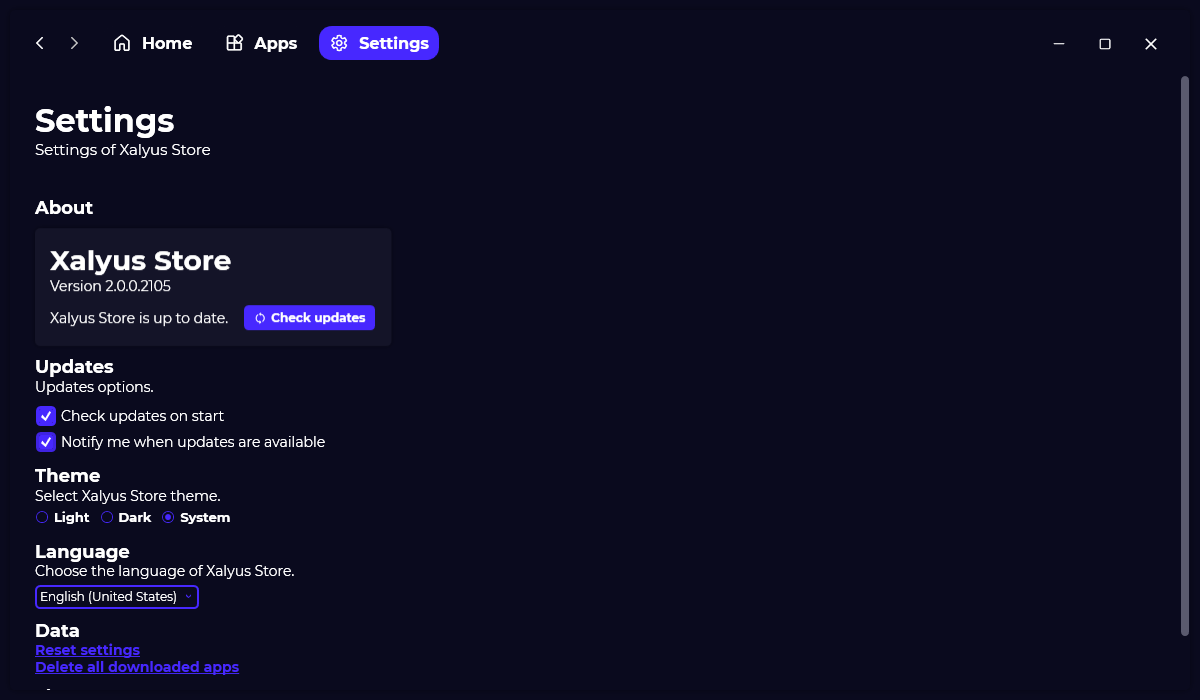 Home Apps Settings
Settings
Settings of Xalyus Store
About
Xalyus Store
Version 2.0.0.2105
Xalyus Store is up to date. Check updates
Updates
Updates options.
Check updates on start
Notify me when updates are available
Theme
Select Xalyus Store theme.
Light Dark System
Language
Choose the language of Xalyus Store.
English (United States)
Data
Reset settings
Delete all downloaded apps